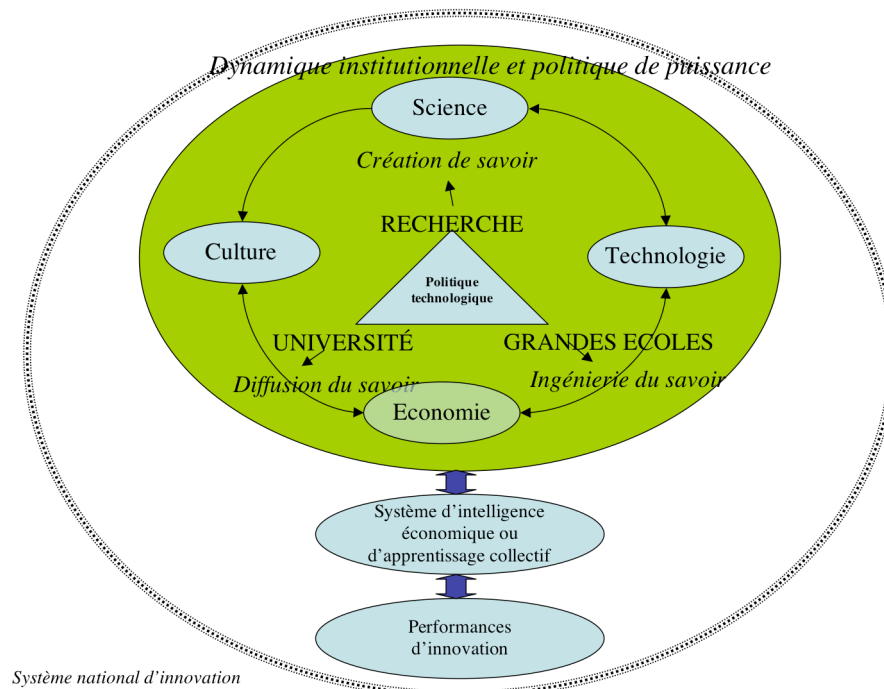 Dynamique institutionnelle et politique de puissance
Science
Création de savoir
RECHERCHE
Culture
Technologie
Politique
technologique
UNIVERSITÉ
GRANDES ECOLES
Diffusion du savoir
Ingénierie du savoir
Economie
Système d’intelligence
économique ou
d’apprentissage collectif
Performances
d’innovation
Système national d’innovation